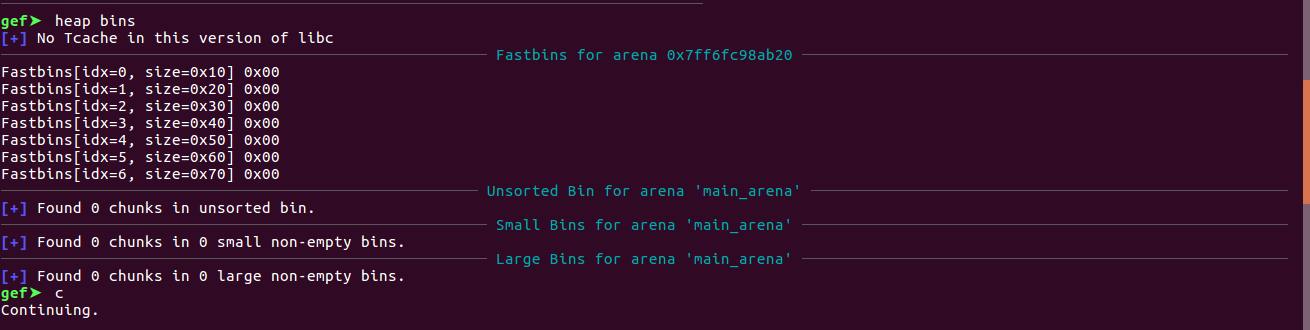 gef➤ heap bins
[+] No Tcache in this version of libc
Fastbins for arena 0x7ff6fc98ab20
Fastbins[idx=0, size=0x10] 0x00
Fastbins[idx=1, size=0x20] 0x00
Fastbins[idx=2, size=0x30] 0x00
Fastbins[idx=3, size=0x40] 0x00
Fastbins[idx=4, size=0x50] 0x00
Fastbins[idx=5, size=0x60] 0x00
Fastbins[idx=6, size=0x70] 0x00
Unsorted Bin for arena 'main_arena'
[+] Found 0 chunks in unsorted bin.
Small Bins for arena 'main_arena'
[+] Found 0 chunks in 0 small non-empty bins.
Large Bins for arena 'main_arena'
[+] Found 0 chunks in 0 large non-empty bins.
gef➤ c
Continuing.